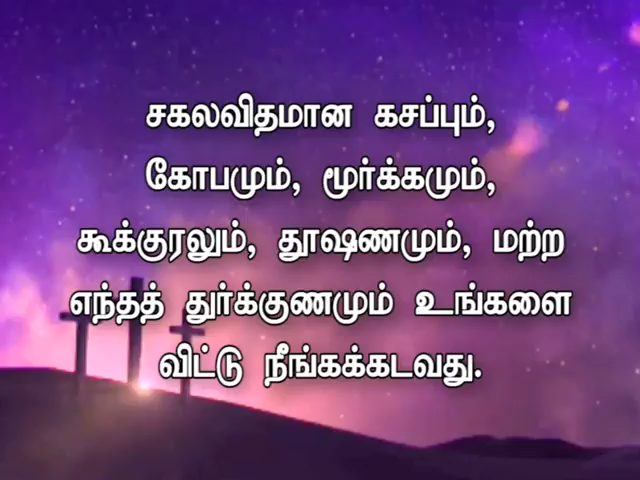 சகலவிதமான கசப்பும்,
கோபமும், மூர்க்கமும்,
கூக்குரலும், தூஷணமும், மற்ற
எந்தத் துர்க்குணமும் உங்களை
விட்டு நீங்கக்கடவது.